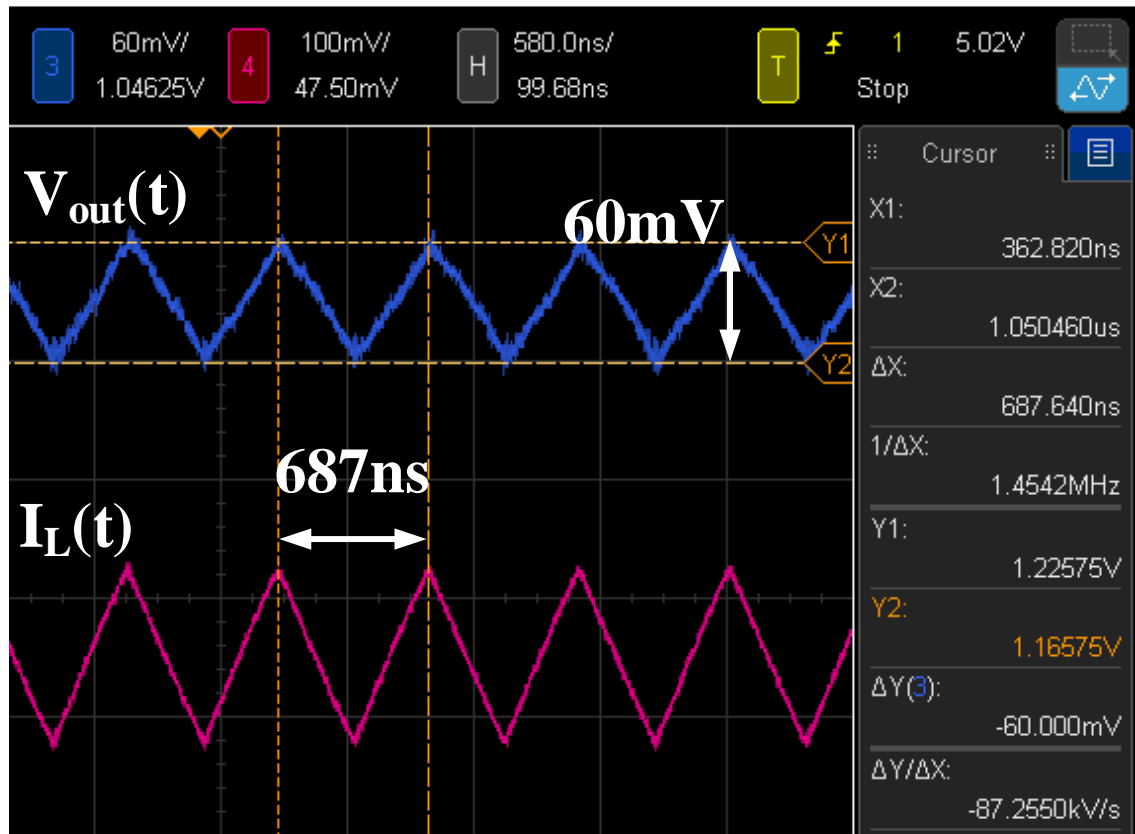 3 60mV/ 4 100mV/ H 580.0ns/ T 1 5.02V
1.04625V 47.50mV 99.68ns Stop
Cursor
Vout(t)
60mV
Y1
Y2
687ns
IL(t)
X1:
362.820ns
X2:
1.050460us
ΔX:
687.640ns
1/ΔX:
1.4542MHz
Y1:
1.22575V
Y2:
1.16575V
ΔY(3):
-60.000mV
ΔY/ΔX:
-87.2550kV/s